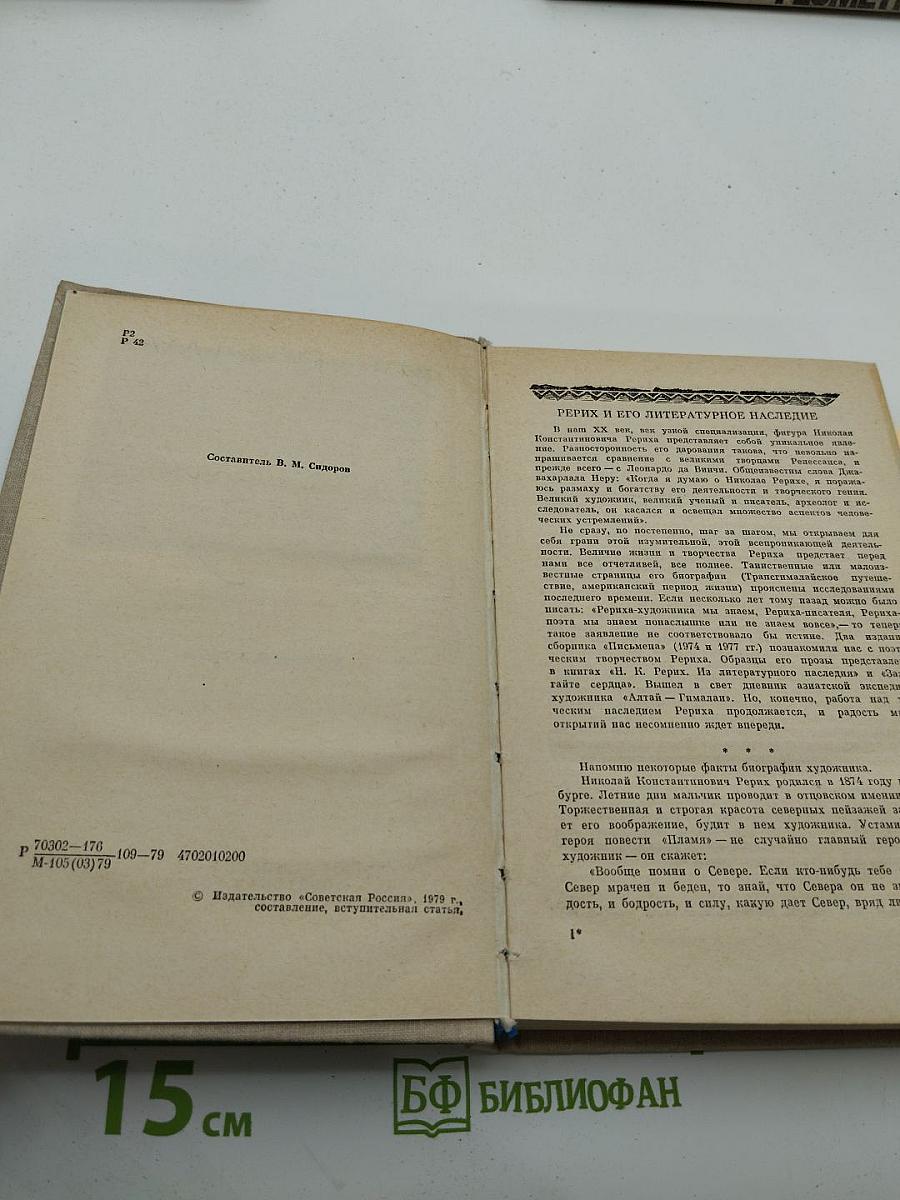 Р2
Р 42
Составитель В. М. Сидоров
Р 70302—176
М-105(03)79
109—79 4702010200
© Издательство «Советская Россия», 1979 г.,
составление, вступительная статья.
РЕРИХ И ЕГО ЛИТЕРАТУРНОЕ НАСЛЕДИЕ
В наш XX век, век узкой специализации, фигура Николая
Константиновича Рериха представляет собой уникальное явле-
ние. Разносторонность его дарования такова, что невольно на-
прашивается сравнение с великими творцами Ренессанса, и
прежде всего — с Леонардо да Винчи. Общеизвестны слова Джа-
вахарлала Неру: «Когда я думаю о Николае Рерихе, я поража-
юсь размаху и богатству его деятельности и творческого гения.
Великий художник, великий ученый и писатель, археолог и ис-
следователь, он касался и освещал множество аспектов челове-
ческих устремлений».
Не сразу, но постепенно, шаг за шагом, мы открываем для
себя грани этой изумительной, этой всепроникающей деятель-
ности. Величие жизни и творчества Рериха предстает перед
нами все отчетливей, все полнее. Таинственные или малоиз-
вестные страницы его биографии (Трансгималайское путеше-
ствие, американский период жизни) прояснены исследованиями
последнего времени. Если несколько лет тому назад можно было
писать: «Рериха-художника мы знаем, Рериха-писателя, Рериха-
поэта мы знаем понаслышке или не знаем вовсе»,— то тепер
такое заявление не соответствовало бы истине. Два издани
сборника «Письмена» (1974 и 1977 гг.) познакомили нас с поэт
ческим творчеством Рериха. Образцы его прозы представле
в книгах «Н. К. Рерих. Из литературного наследия» и «Заж
гайте сердца». Вышел в свет дневник азиатской экспеди
художника «Алтай — Гималаи». Но, конечно, работа над т
ческим наследием Рериха продолжается, и радость
открытий нас несомненно ждет впереди.
* * *
Напомню некоторые факты биографии художника.
Николай Константинович Рерих родился в 1874 году
бурге. Летние дни мальчик проводит в отцовском имении
Торжественная и строгая красота северных пейзажей за
ет его воображение, будит в нем художника. Устами
героя повести «Пламя» — не случайно главный геро
художник — он скажет:
«Вообще помни о Севере. Если кто-нибудь тебе
Север мрачен и беден, то знай, что Севера он не зн
дость, и бодрость, и силу, какую дает Север, вряд ли
1*
15 см
БФ БИБЛИОФАН